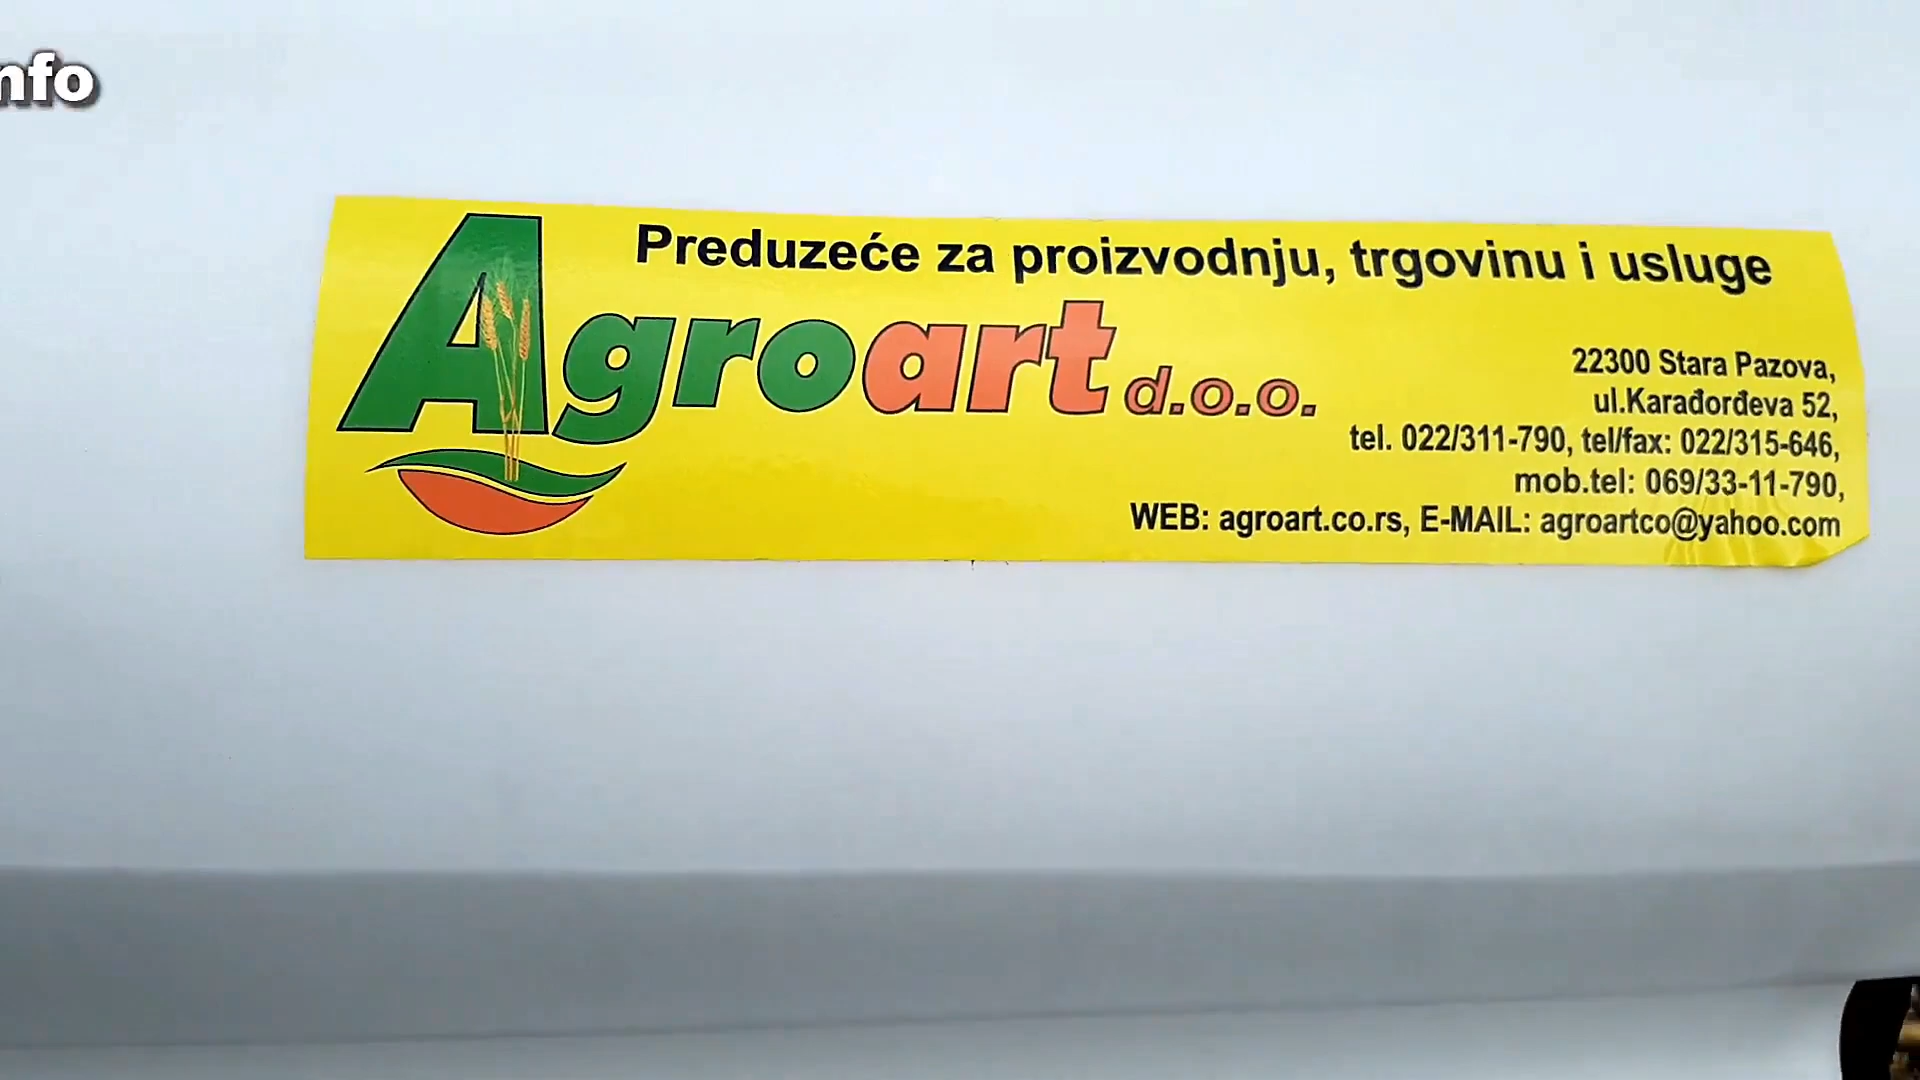 nfo
Preduzeće za proizvodnju, trgovinu i usluge
Agroart d.o.o.
22300 Stara Pazova,
ul.Karađorđeva 52,
tel. 022/311-790, tel/fax: 022/315-646,
mob.tel: 069/33-11-790,
WEB: agroart.co.rs, E-MAIL: agroartco@yahoo.com